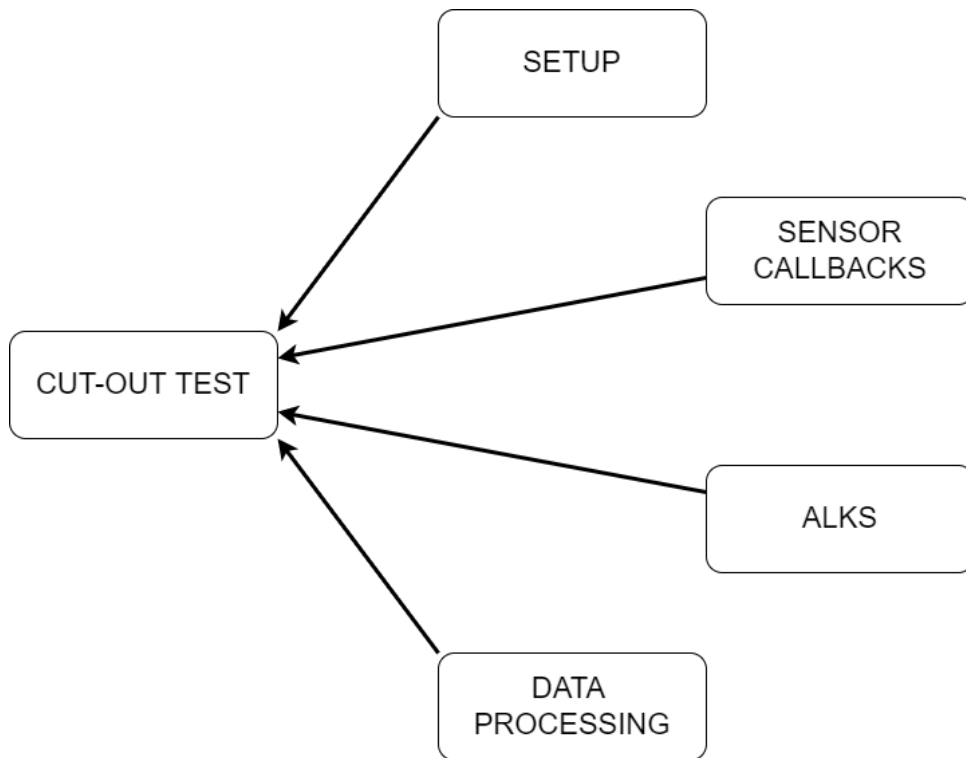 SETUP
SENSOR
CALLBACKS
CUT-OUT TEST
ALKS
DATA
PROCESSING